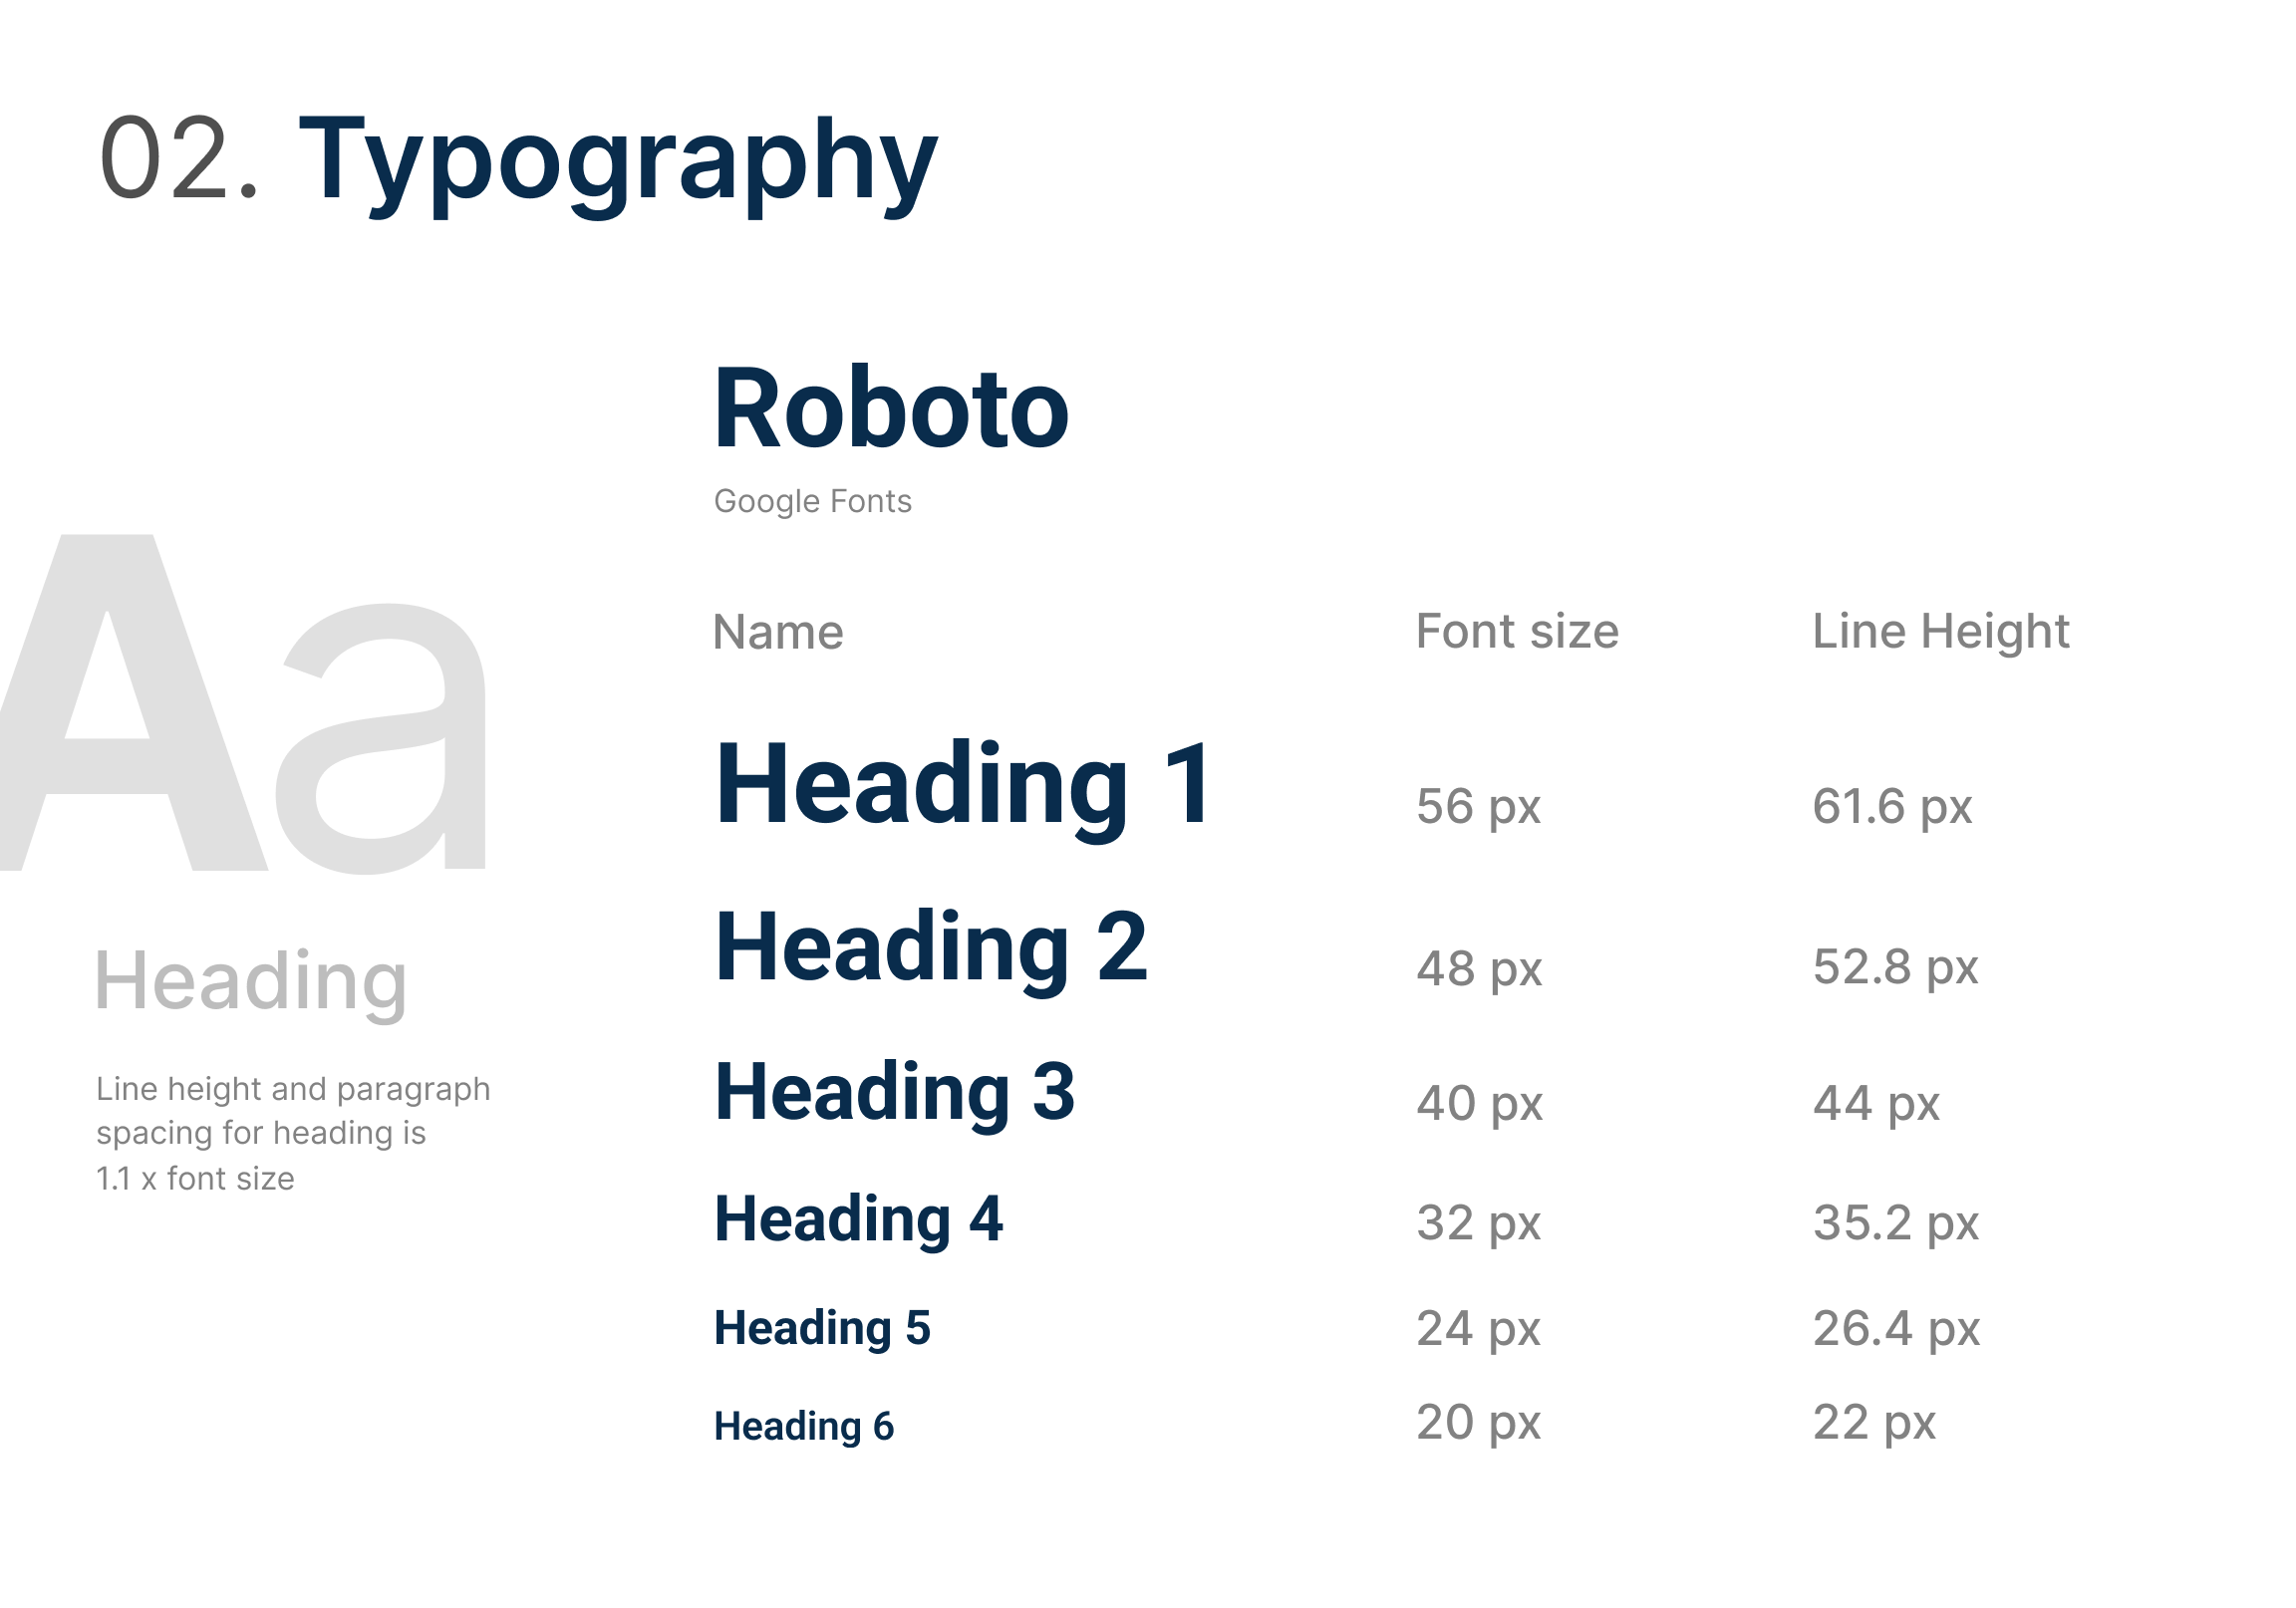 02. Typography
Roboto
Google Fonts
Aa
Heading
Line height and paragraph
spacing for heading is
1.1 x font size
Name Font size Line Height
Heading 1 56 px 61.6 px
Heading 2 48 px 52.8 px
Heading 3 40 px 44 px
Heading 4 32 px 35.2 px
Heading 5 24 px 26.4 px
Heading 6 20 px 22 px